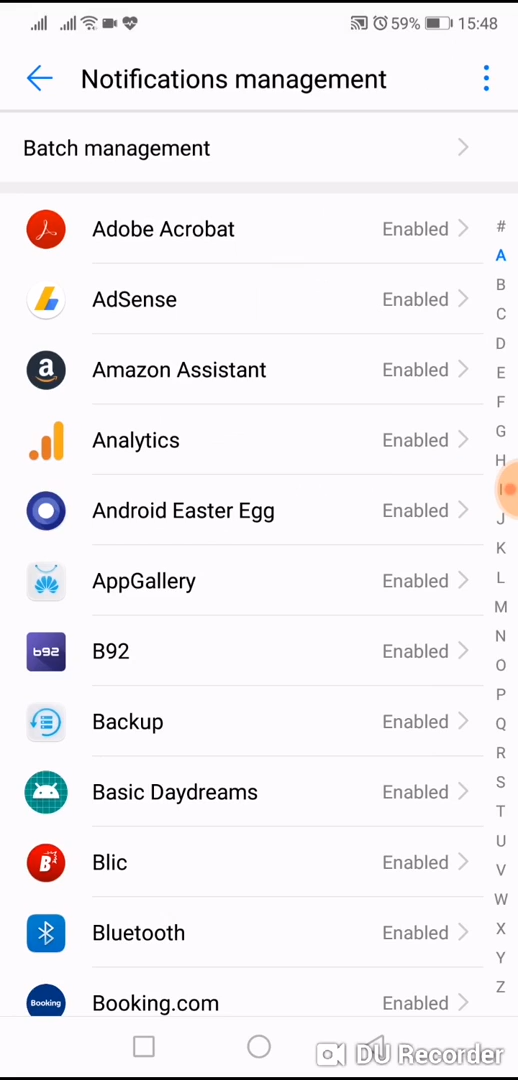 59% 15:48
Notifications management
Batch management
Adobe Acrobat Enabled
AdSense Enabled
Amazon Assistant Enabled
Analytics Enabled
Android Easter Egg Enabled
AppGallery Enabled
b92 B92 Enabled
Backup Enabled
Basic Daydreams Enabled
B Blic Enabled
Bluetooth Enabled
Booking Booking.com Enabled
#
A
B
C
D
E
F
G
H
I
J
K
L
M
N
O
P
Q
R
S
T
U
V
W
X
Y
Z
DU Recorder